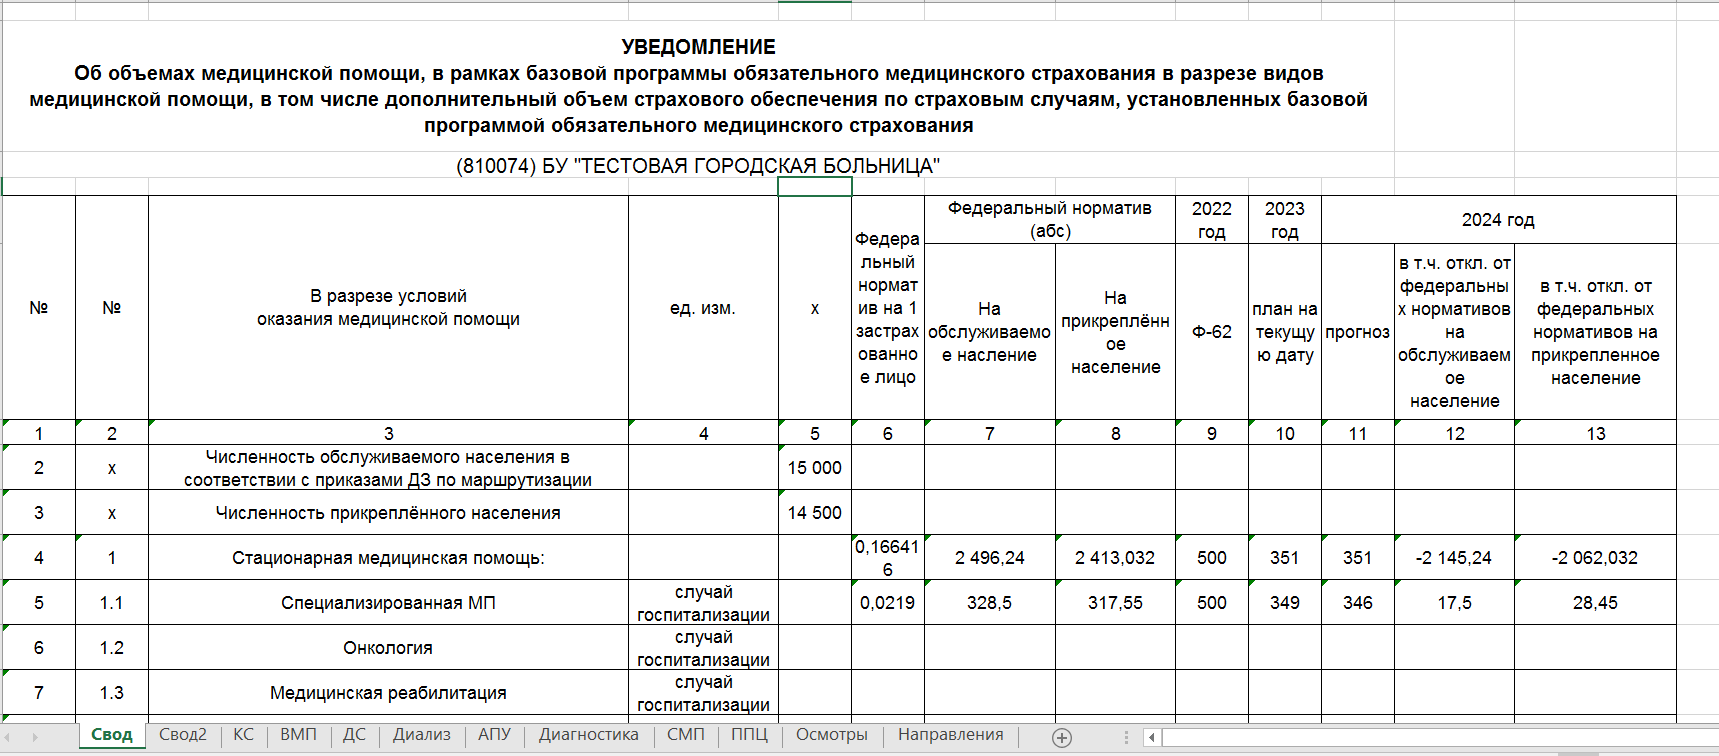 УВЕДОМЛЕНИЕ
Об объемах медицинской помощи, в рамках базовой программы обязательного медицинского страхования в разрезе видов
медицинской помощи, в том числе дополнительный объем страхового обеспечения по страховым случаям, установленных базовой
программой обязательного медицинского страхования
(810074) БУ "ТЕСТОВАЯ ГОРОДСКАЯ БОЛЬНИЦА"
№
№
В разрезе условий
оказания медицинской помощи
ед. изм.
х
Федера
льный
нормат
ив на 1
застрах
ованно
е лицо
Федеральный норматив
(абс)
На
обслуживаемо
е насление
На
прикреплённ
ое
население
2022
год
Ф-62
2023
год
план на
текущу
ю дату
2024 год
прогноз
в т.ч. откл. от
федеральны
х нормативов
на
обслуживаем
ое
население
в т.ч. откл. от
федеральных
нормативов на
прикрепленное
население
1 2 3 4 5 6 7 8 9 10 11 12 13
2 х Численность обслуживаемого населения в
соответствии с приказами ДЗ по маршрутизации
15 000
3 х Численность прикреплённого населения 14 500
4 1 Стационарная медицинская помощь: 0,16641
6
2 496,24 2 413,032 500 351 351 -2 145,24 -2 062,032
5 1.1 Специализированная МП случай
госпитализации
0,0219 328,5 317,55 500 349 346 17,5 28,45
6 1.2 Онкология случай
госпитализации
7 1.3 Медицинская реабилитация случай
госпитализации
Свод Свод2 КС ВМП ДС Диализ АПУ Диагностика СМП ППЦ Осмотры Направления